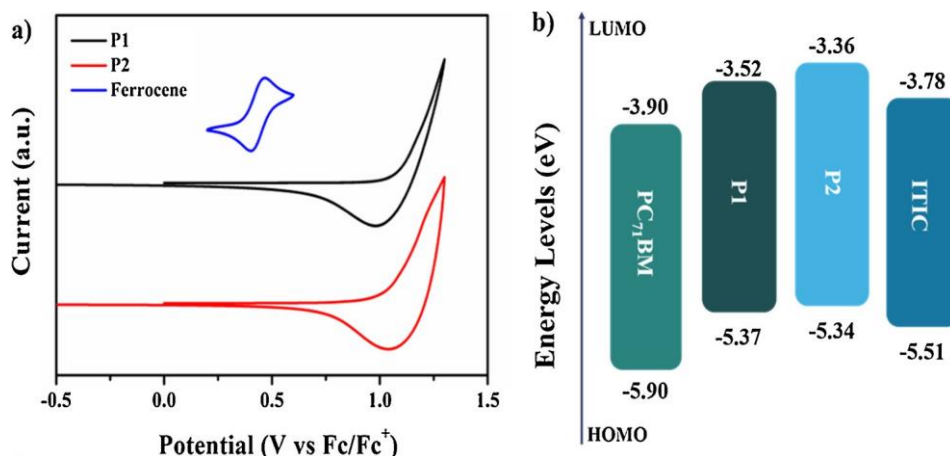 a)
P1
P2
Ferrocene
Current (a.u.)
-0.5
0.0
0.5
1.0
1.5
Potential (V vs Fc/Fc⁺)
b)
LUMO
Energy Levels (eV)
HOMO
-3.90
PC₇₁BM
-5.90
-3.52
P1
-5.37
-3.36
P2
-5.34
-3.78
ITIC
-5.51